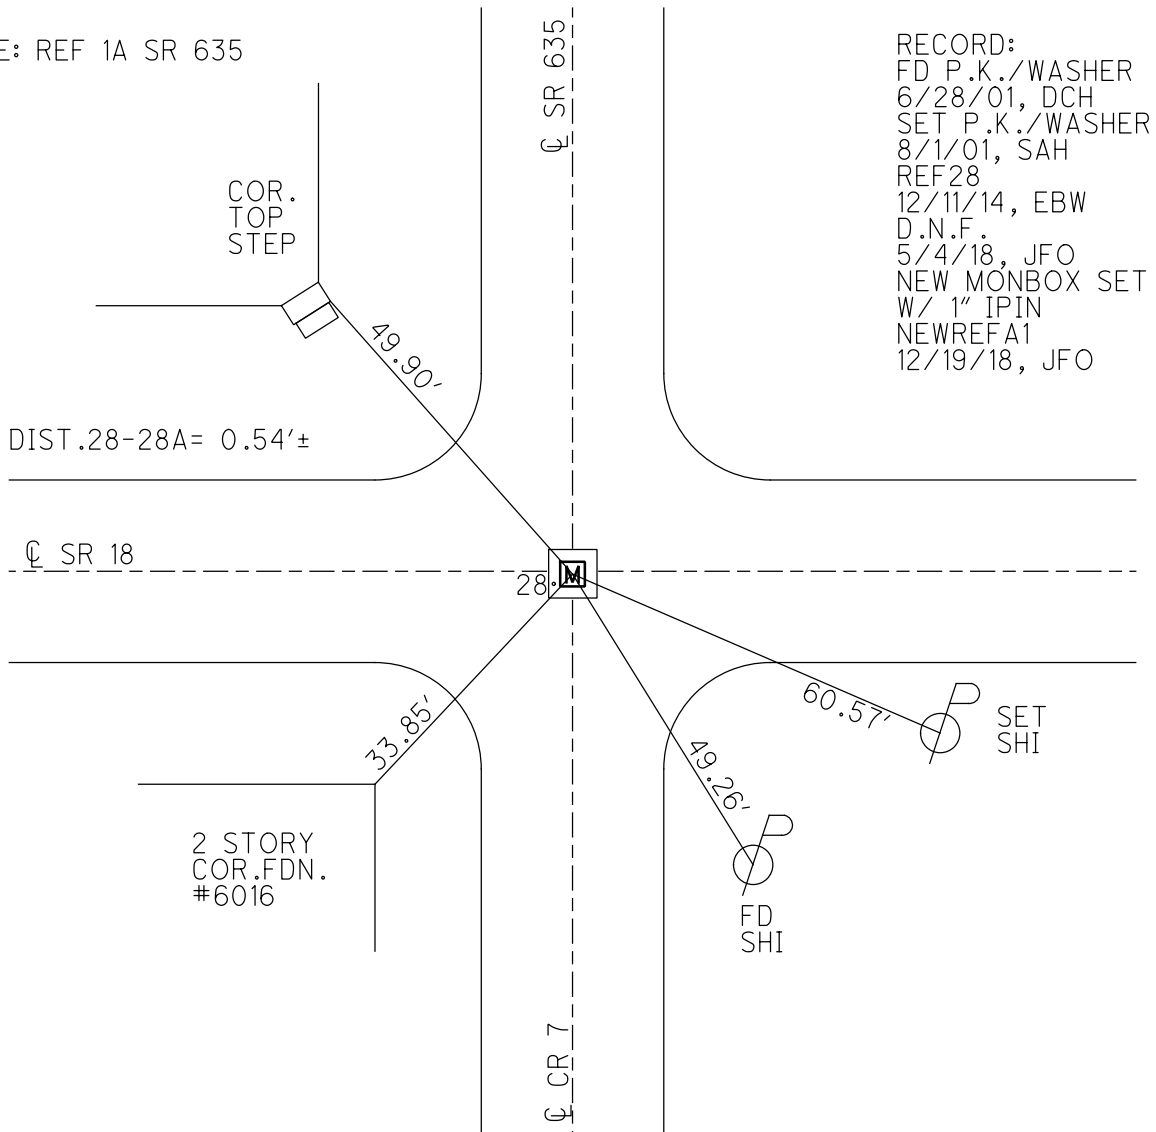 E: REF 1A SR 635
℄ SR 635
RECORD:
FD P.K./WASHER
6/28/01, DCH
SET P.K./WASHER
8/1/01, SAH
REF28
12/11/14, EBW
D.N.F.
5/4/18, JFO
NEW MONBOX SET
W/ 1" IPIN
NEWREFA1
12/19/18, JFO
COR.
TOP
STEP
49.90'
DIST.28-28A= 0.54'±
℄ SR 18
28
M
33.85'
60.57'
49.26'
SET
SHI
2 STORY
COR.FDN.
#6016
FD
SHI
℄ CR 7